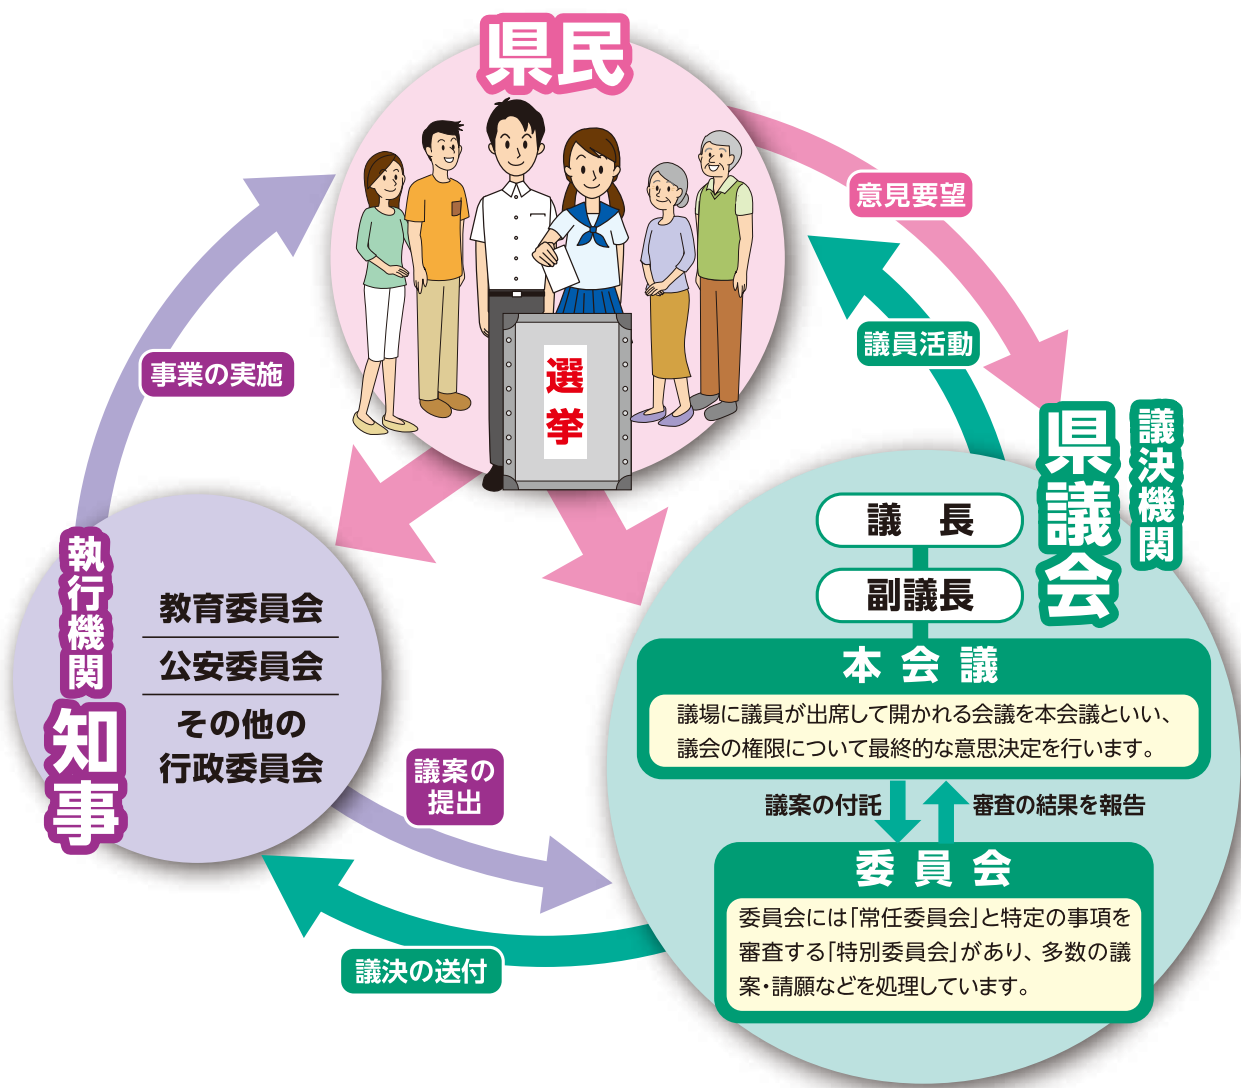 県民
選挙
意見要望
議員活動
事業の実施
執行機関
知事
教育委員会
公安委員会
その他の
行政委員会
議案の
提出
議決の送付
議決機関
県議会
議　長
副議長
本会議
議場に議員が出席して開かれる会議を本会議といい、
議会の権限について最終的な意思決定を行います。
議案の付託
審査の結果を報告
委員会
委員会には「常任委員会」と特定の事項を
審査する「特別委員会」があり、多数の議
案・請願などを処理しています。